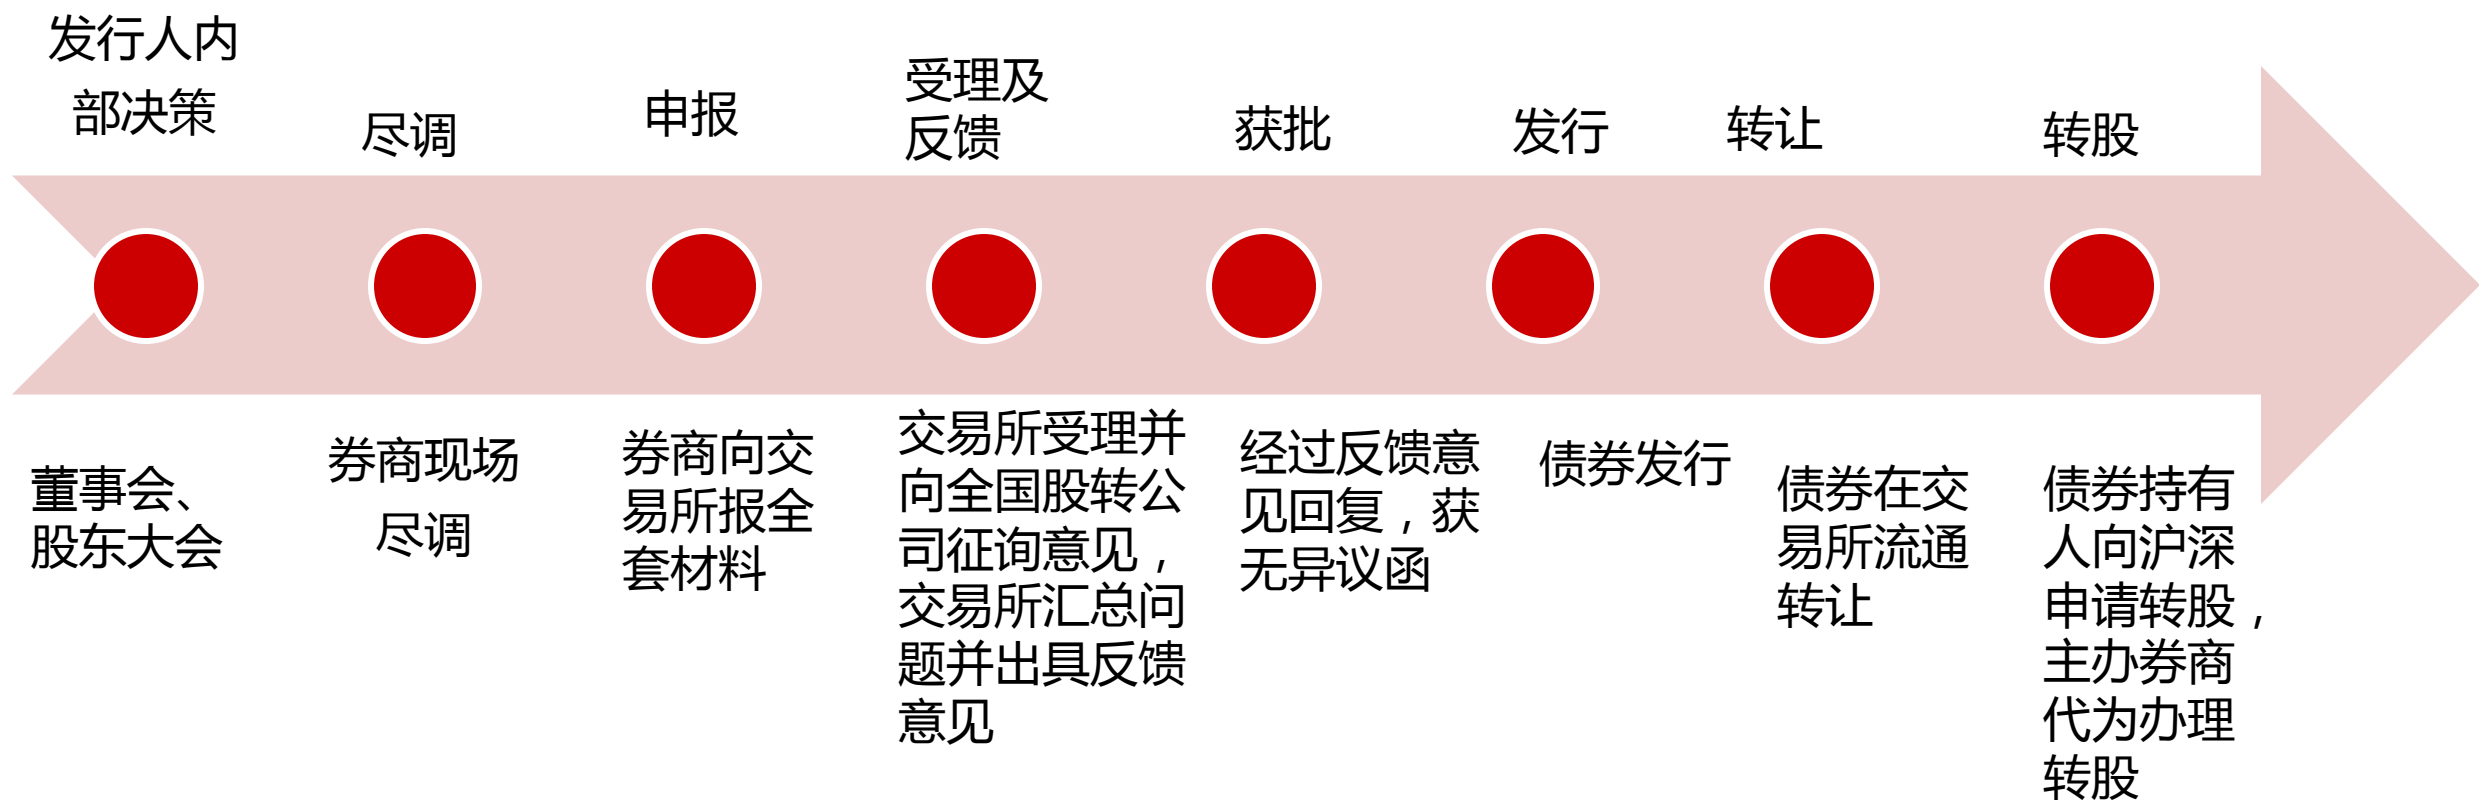 发行人内
部决策
尽调
申报
受理及
反馈
获批
发行
转让
转股
董事会、
股东大会
券商现场
尽调
券商向交
易所报全
套材料
交易所受理并
向全国股转公
司征询意见，
交易所汇总问
题并出具反馈
意见
经过反馈意
见回复，获
无异议函
债券发行
债券在交
易所流通
转让
债券持有
人向沪深
申请转股，
主办券商
代为办理
转股